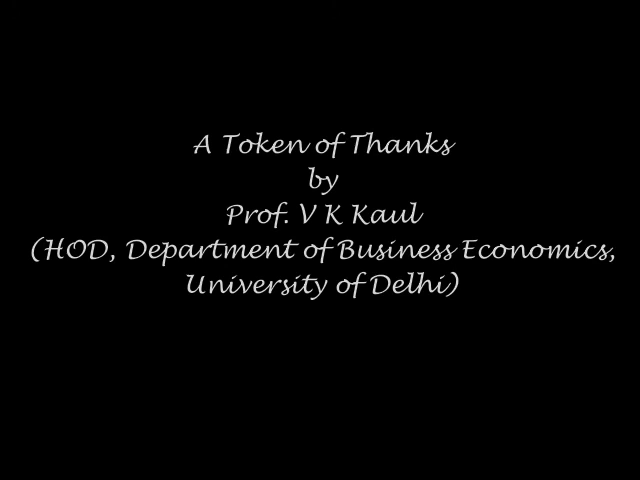 A Token of Thanks
by
Prof. V K Kaul
(HOD, Department of Business Economics,
University of Delhi)